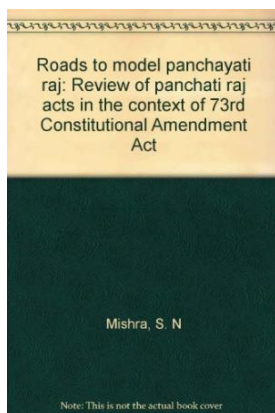 Roads to model panchayati
raj: Review of panchati raj
acts in the context of 73rd
Constitutional Amendment
Act
Mishra, S. N
Note: This is not the actual book cover